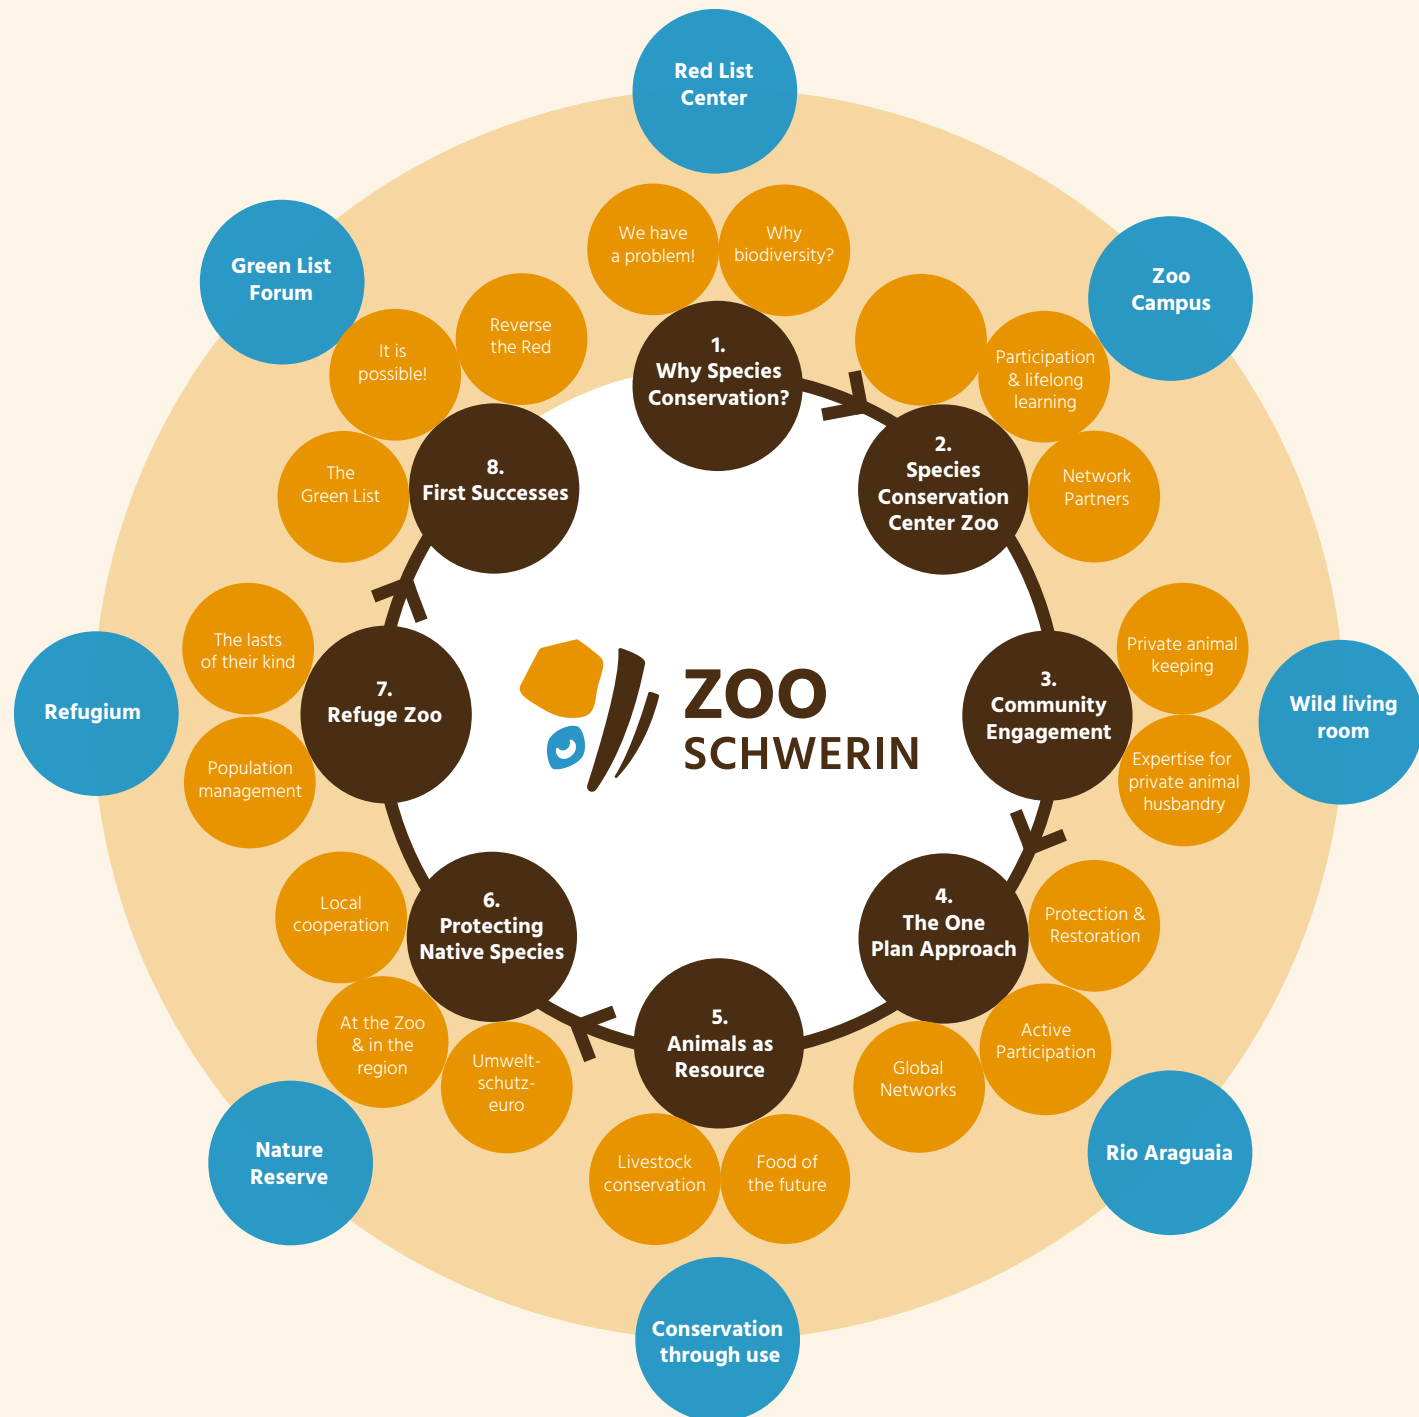 Red List
Center
We have
a problem!
Why
biodiversity?
1.
Why Species
Conservation?
Zoo
Campus
Participation
& lifelong
learning
Network
Partners
2.
Species
Conservation
Center Zoo
Private animal
keeping
Expertise for
private animal
husbandry
3.
Community
Engagement
Wild living
room
4.
The One
Plan Approach
Protection &
Restoration
Active
Participation
Global
Networks
Rio Araguaia
5.
Animals as
Resource
Livestock
conservation
Food of
the future
Conservation
through use
6.
Protecting
Native Species
Local
cooperation
At the Zoo
& in the
region
Umwelt-
schutz-
euro
Nature
Reserve
7.
Refuge Zoo
The lasts
of their kind
Population
management
Refugium
8.
First Successes
The
Green List
It is
possible!
Reverse
the Red
Green List
Forum
ZOO
SCHWERIN